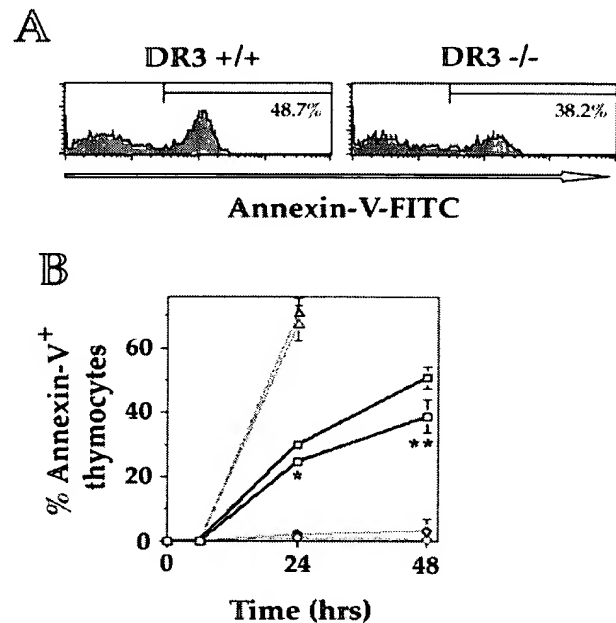 A
DR3 +/+ DR3 -/-
48.7% 38.2%
Annexin-V-FITC
B
% Annexin-V+
thymocytes
60
40
20
0
* **
0 24 48
Time (hrs)